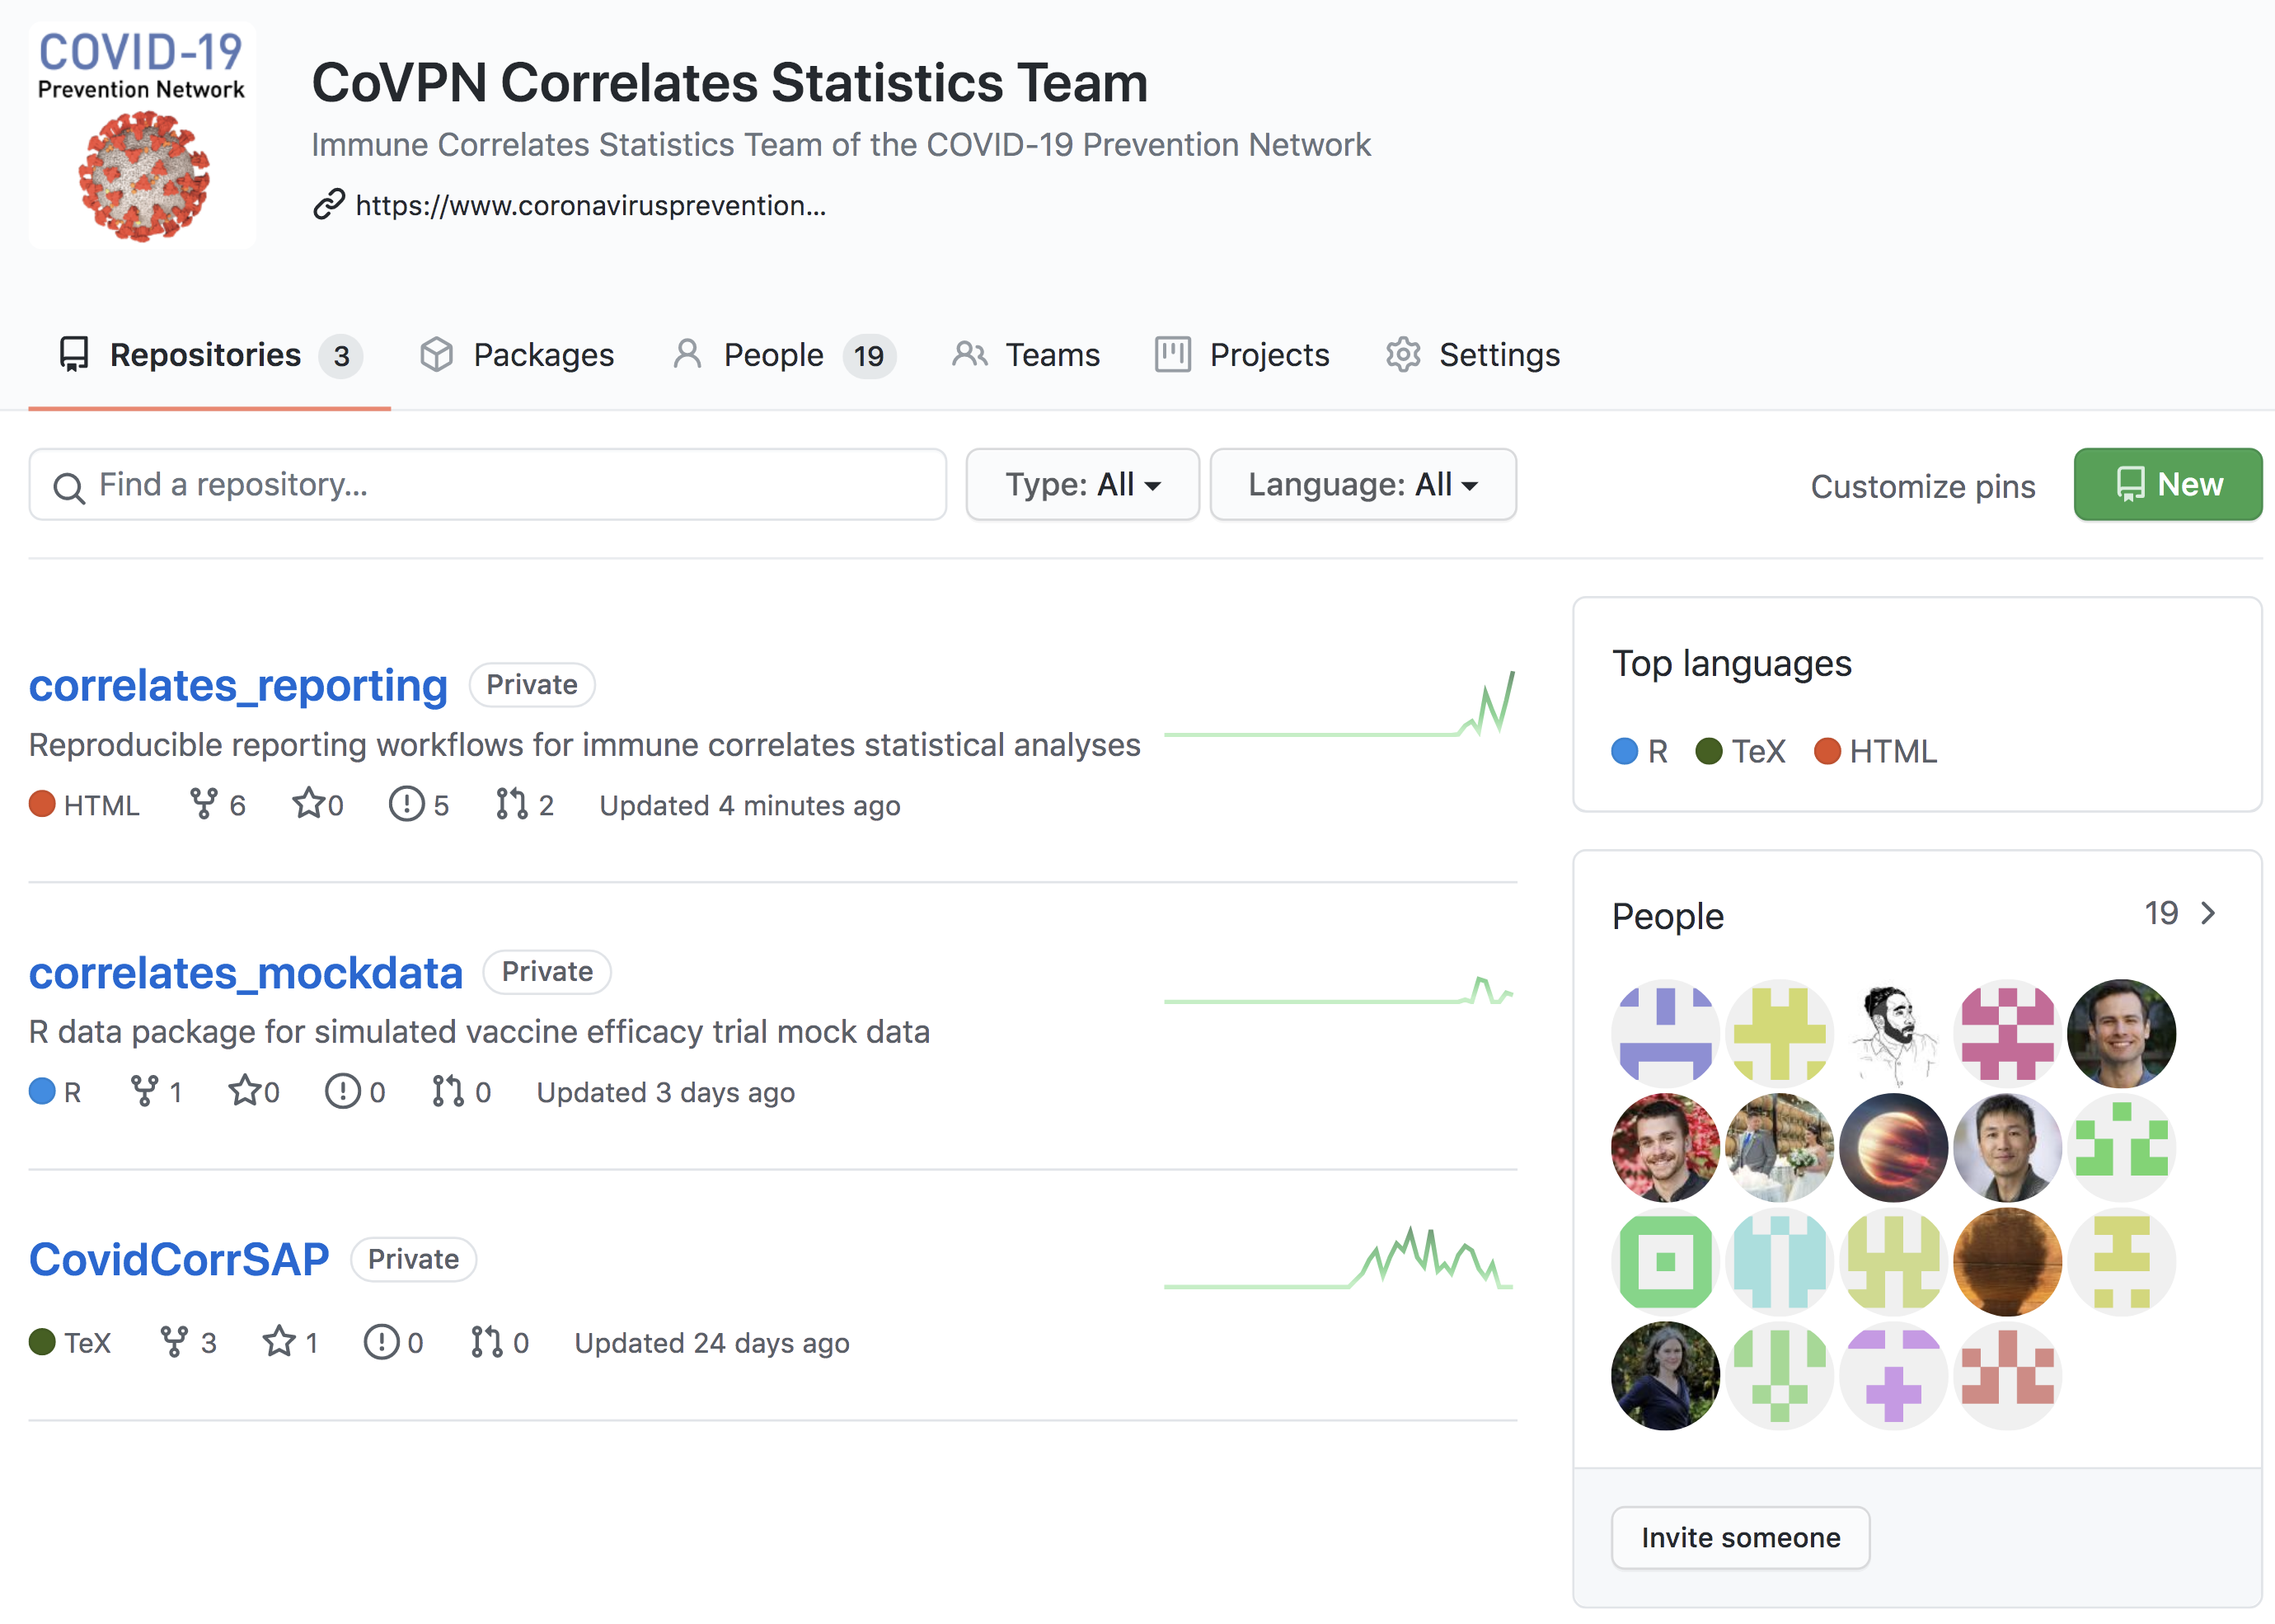 COVID-19
Prevention Network
CoVPN Correlates Statistics Team
Immune Correlates Statistics Team of the COVID-19 Prevention Network
https://www.coronavirusprevention...
Repositories 3 Packages People 19 Teams Projects Settings
Find a repository... Type: All Language: All Customize pins New
correlates_reporting Private
Reproducible reporting workflows for immune correlates statistical analyses
HTML 6 0 5 2 Updated 4 minutes ago
correlates_mockdata Private
R data package for simulated vaccine efficacy trial mock data
R 1 0 0 0 Updated 3 days ago
CovidCorrSAP Private
TeX 3 1 0 0 Updated 24 days ago
Top languages
R TeX HTML
People 19
Invite someone